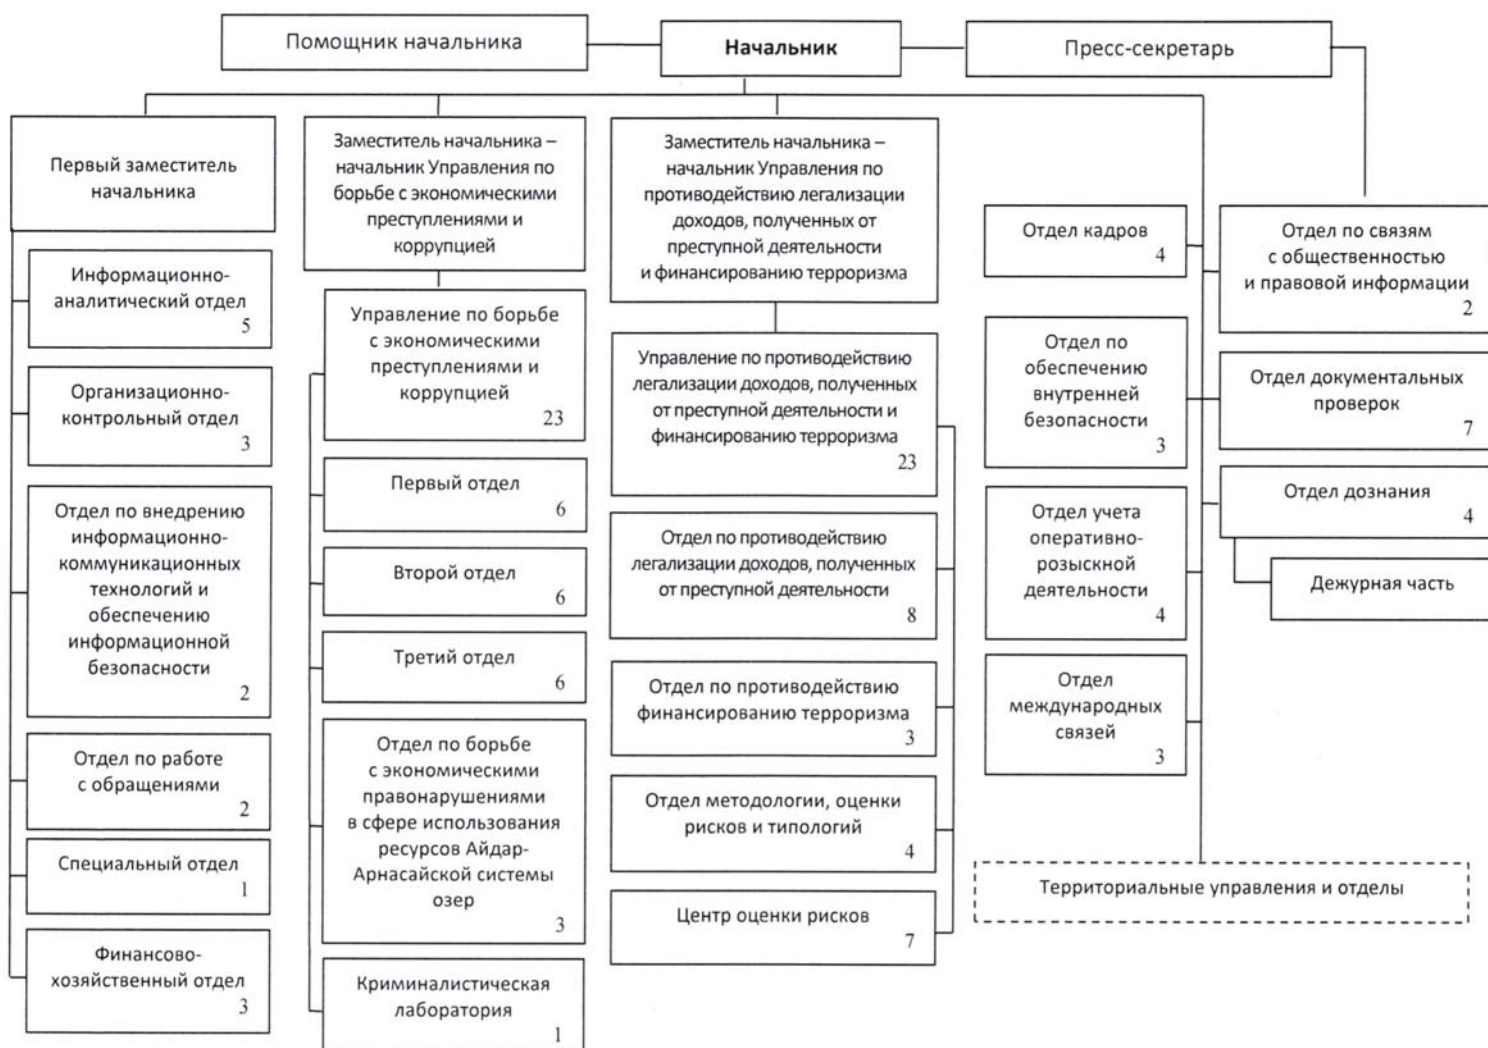 Помощник начальника
Начальник
Пресс-секретарь
Первый заместитель
начальника
Информационно-
аналитический отдел
5
Организационно-
контрольный отдел
3
Отдел по внедрению
информационно-
коммуникационных
технологий и
обеспечению
информационной
безопасности
2
Отдел по работе
с обращениями
2
Специальный отдел
1
Финансово-
хозяйственный отдел
3
Заместитель начальника –
начальник Управления по
борьбе с экономическими
преступлениями и
коррупцией
Управление по борьбе
с экономическими
преступлениями и
коррупцией
23
Первый отдел
6
Второй отдел
6
Третий отдел
6
Отдел по борьбе
с экономическими
правонарушениями
в сфере использования
ресурсов Айдар-
Арнасайской системы
озер
3
Криминалистическая
лаборатория
1
Заместитель начальника –
начальник Управления по
противодействию легализации
доходов, полученных от
преступной деятельности
и финансированию терроризма
Управление по противодействию
легализации доходов, полученных
от преступной деятельности и
финансированию терроризма
23
Отдел по противодействию
легализации доходов, полученных
от преступной деятельности
8
Отдел по противодействию
финансированию терроризма
3
Отдел методологии, оценки
рисков и типологий
4
Центр оценки рисков
7
Отдел кадров
4
Отдел по
обеспечению
внутренней
безопасности
3
Отдел учета
оперативно-
розыскной
деятельности
4
Отдел
международных
связей
3
Отдел по связям
с общественностью
и правовой информации
2
Отдел документальных
проверок
7
Отдел дознания
4
Дежурная часть
Территориальные управления и отделы